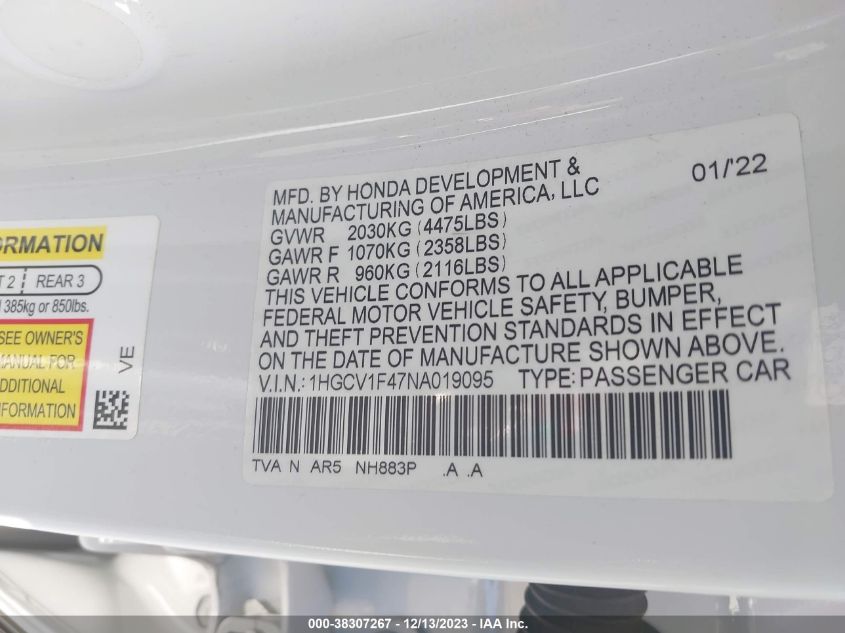 ORMATION
T 2 REAR 3
385kg or 850lbs.
SEE OWNER'S
MANUAL FOR
ADDITIONAL
INFORMATION
VE
01/'22
MFD. BY HONDA DEVELOPMENT &
MANUFACTURING OF AMERICA, LLC
GVWR 2030KG (4475LBS)
GAWR F 1070KG (2358LBS)
GAWR R 960KG (2116LBS)
THIS VEHICLE CONFORMS TO ALL APPLICABLE
FEDERAL MOTOR VEHICLE SAFETY, BUMPER,
AND THEFT PREVENTION STANDARDS IN EFFECT
ON THE DATE OF MANUFACTURE SHOWN ABOVE.
V.I.N.: 1HGCV1F47NA019095 TYPE: PASSENGER CAR
TVA N AR5 NH883P .A .A
000-38307267 - 12/13/2023 - IAA Inc.